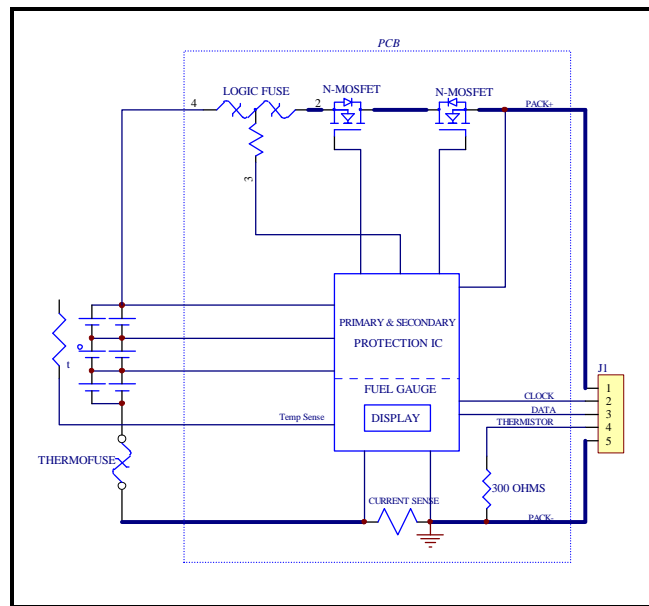 PCB
LOGIC FUSE
N-MOSFET
N-MOSFET
4
2
PACK+
3
PRIMARY & SECONDARY
PROTECTION IC
J1
t
FUEL GAUGE
1
CLOCK
2
DATA
3
DISPLAY
THERMISTOR
4
Temp Sense
5
THERMOFUSE
300 OHMS
CURRENT SENSE
PACK-